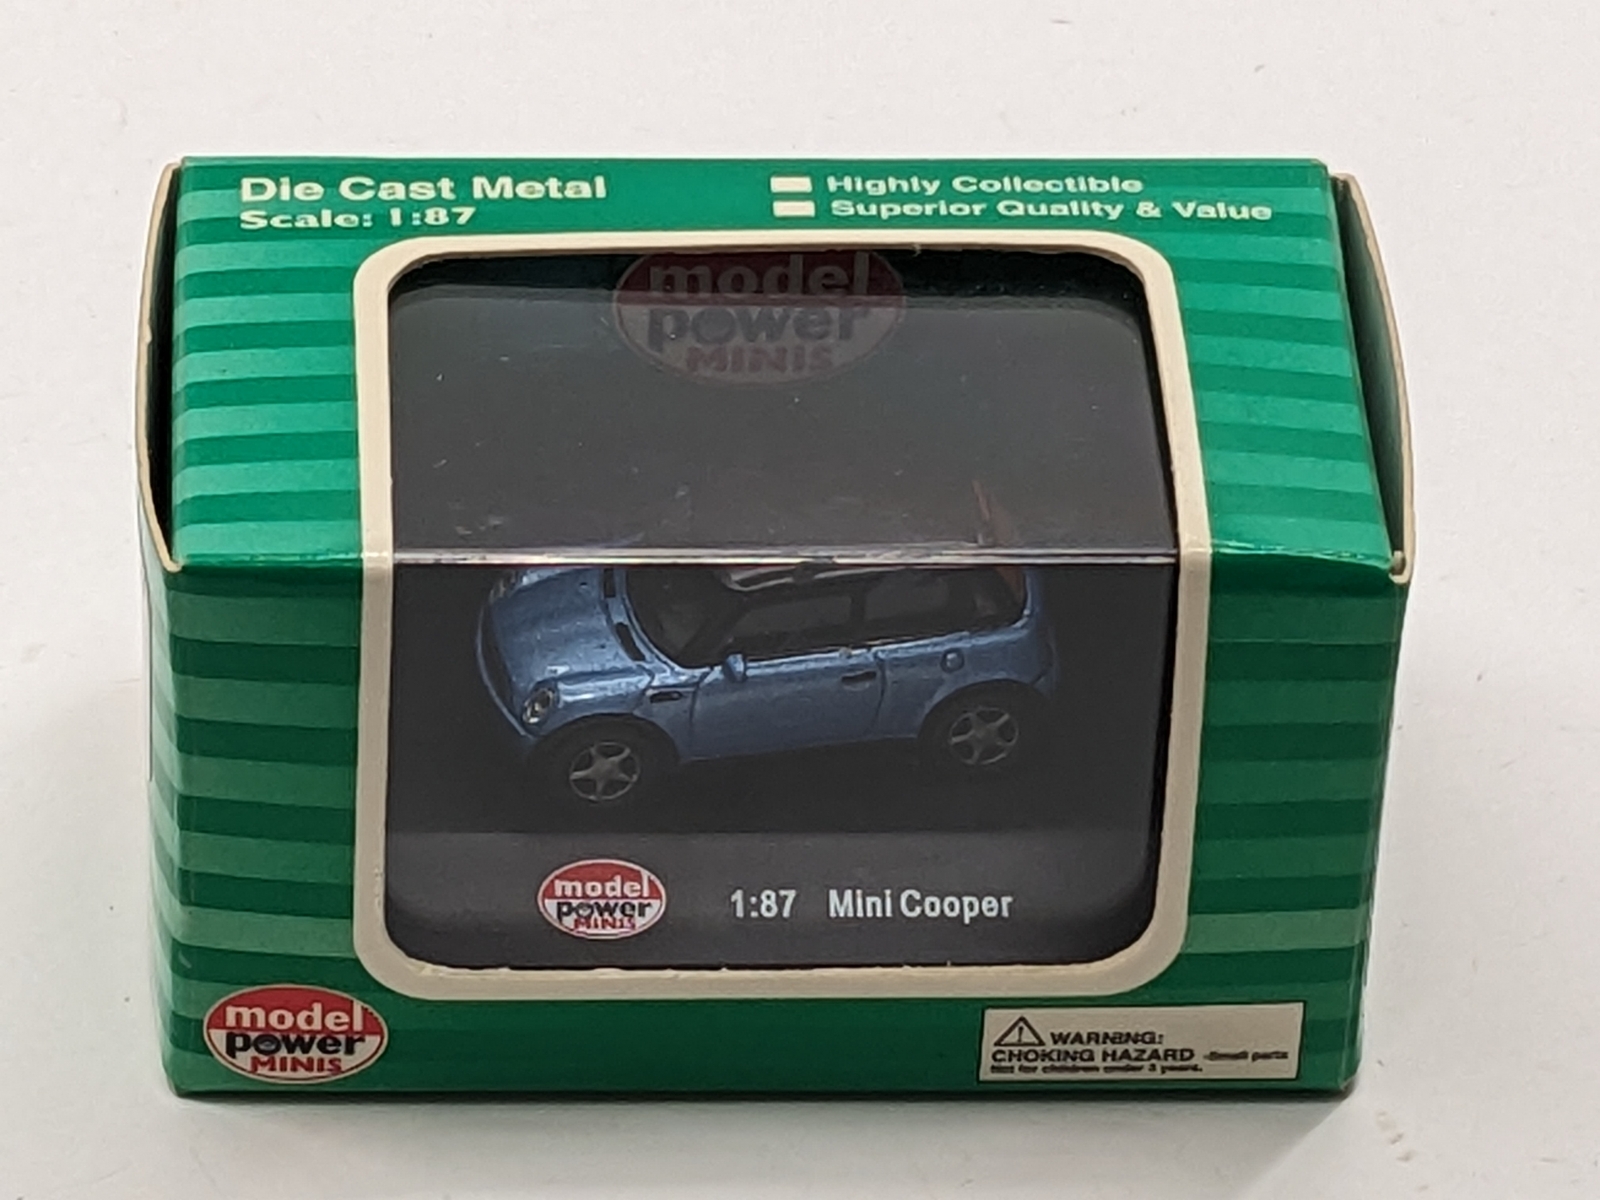 Die Cast Metal
Scale: 1:87
Highly Collectible
Superior Quality & Value
model
power
MINIS
model
power
MINIS
1:87 Mini Cooper
model
power
MINIS
WARNING:
CHOKING HAZARD -Small parts
Not for children under 3 years.